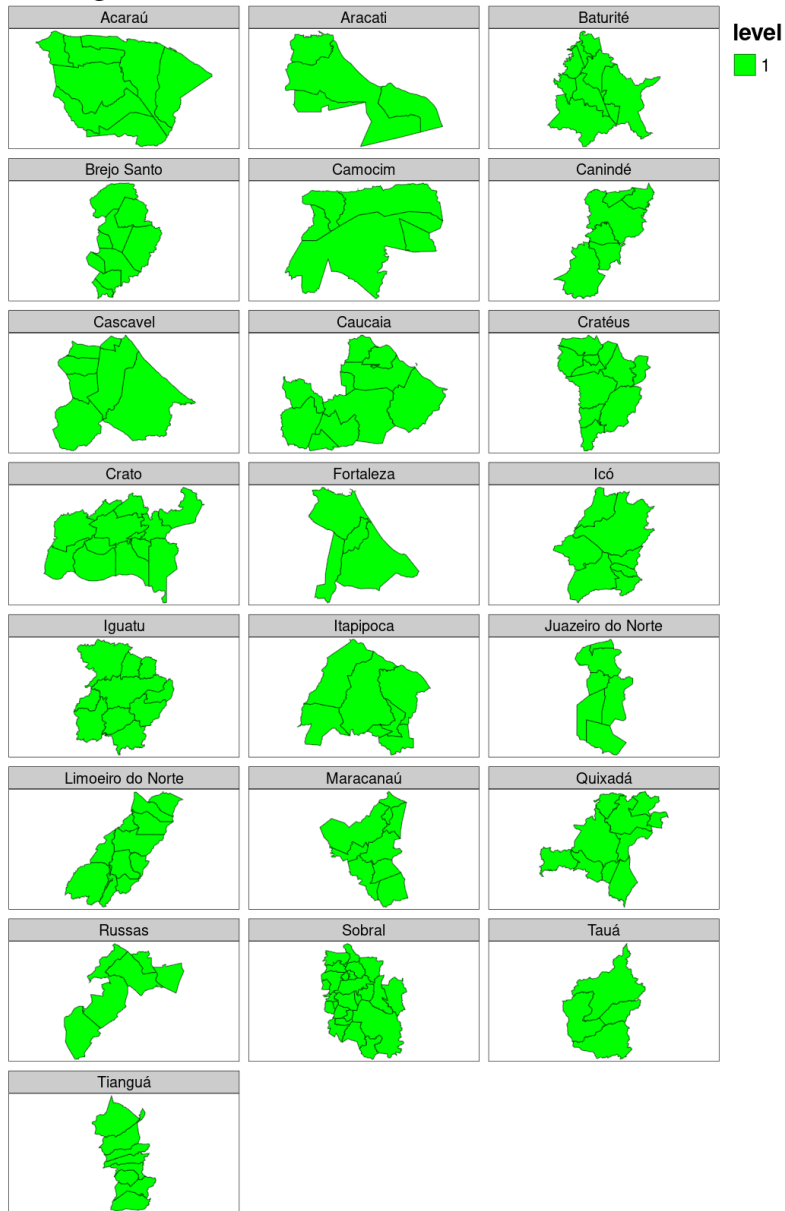 Acaraú
Aracati
Baturité
level
1
Brejo Santo
Camocim
Canindé
Cascavel
Caucaia
Cratéus
Crato
Fortaleza
Icó
Iguatu
Itapipoca
Juazeiro do Norte
Limoeiro do Norte
Maracanaú
Quixadá
Russas
Sobral
Tauá
Tianguá